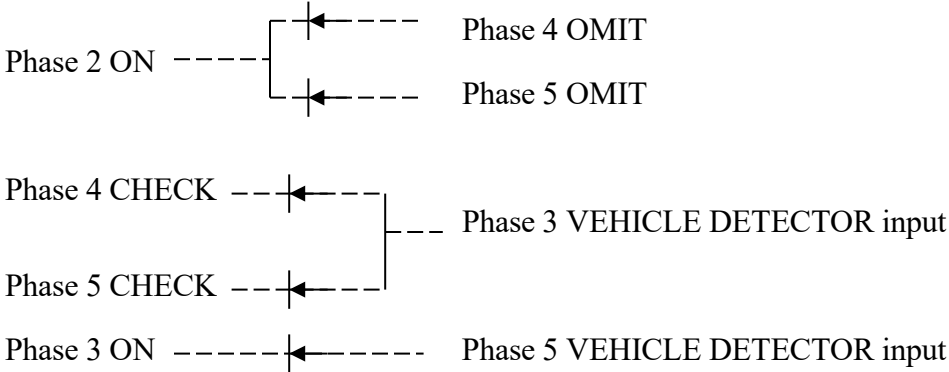 Phase 4 OMIT
Phase 2 ON
Phase 5 OMIT
Phase 4 CHECK
Phase 3 VEHICLE DETECTOR input
Phase 5 CHECK
Phase 3 ON Phase 5 VEHICLE DETECTOR input